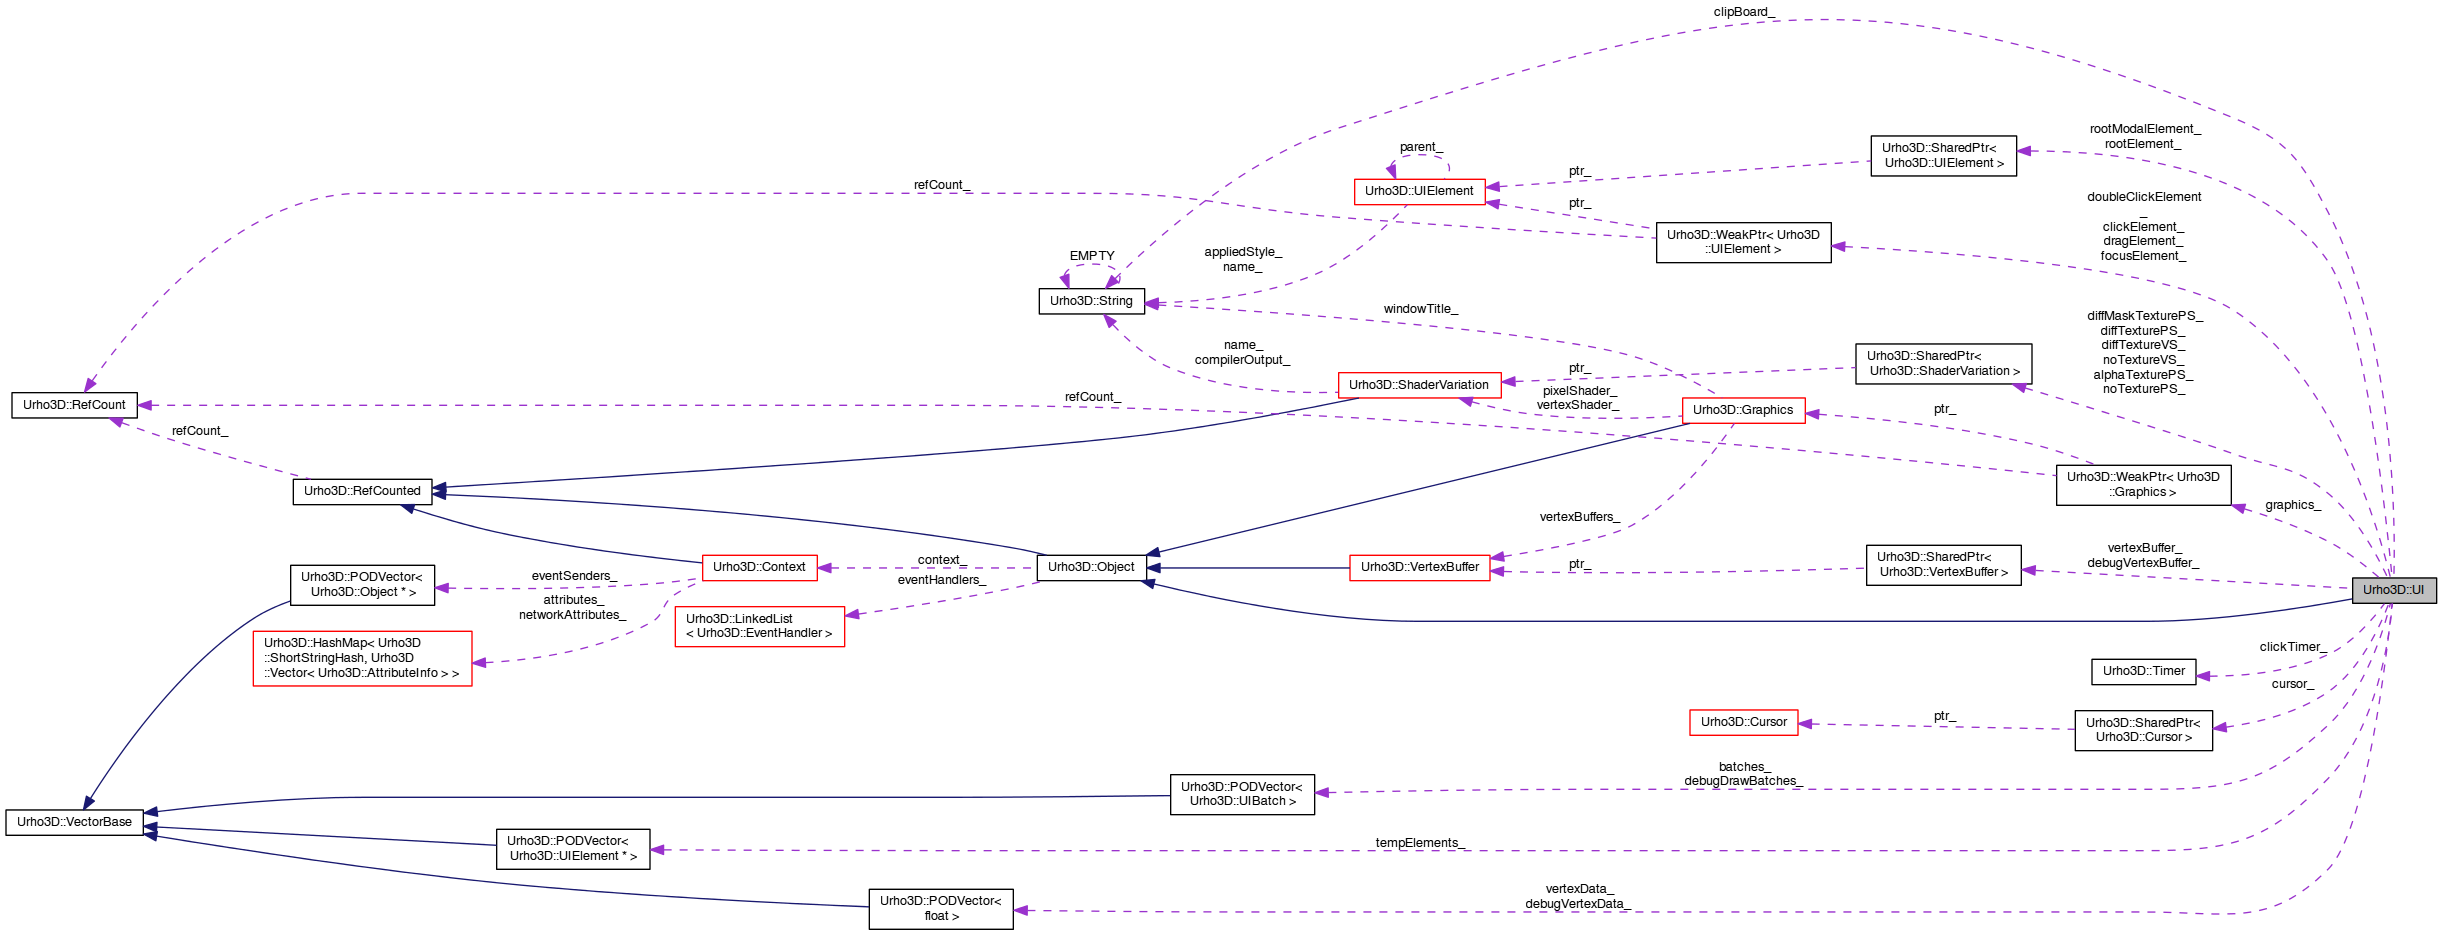 clipBoard_
rootModalElement_
rootElement_
Urho3D::SharedPtr<
Urho3D::UIElement >
parent_
ptr_
Urho3D::UIElement
refCount_
doubleClickElement
_
clickElement_
dragElement_
focusElement_
ptr_
Urho3D::WeakPtr< Urho3D
::UIElement >
appliedStyle_
name_
EMPTY
Urho3D::String
windowTitle_
diffMaskTexturePS_
diffTexturePS_
diffTextureVS_
noTextureVS_
alphaTexturePS_
noTexturePS_
name_
compilerOutput_
Urho3D::SharedPtr<
Urho3D::ShaderVariation >
ptr_
Urho3D::ShaderVariation
pixelShader_
vertexShader_
Urho3D::RefCount
refCount_
Urho3D::Graphics
ptr_
refCount_
Urho3D::RefCounted
Urho3D::WeakPtr< Urho3D
::Graphics >
graphics_
vertexBuffers_
vertexBuffer_
debugVertexBuffer_
Urho3D::SharedPtr<
Urho3D::VertexBuffer >
ptr_
Urho3D::VertexBuffer
Urho3D::Object
context_
eventHandlers_
Urho3D::Context
eventSenders_
Urho3D::PODVector<
Urho3D::Object * >
attributes_
networkAttributes_
Urho3D::UI
Urho3D::LinkedList
< Urho3D::EventHandler >
Urho3D::HashMap< Urho3D
::ShortStringHash, Urho3D
::Vector< Urho3D::AttributeInfo > >
clickTimer_
Urho3D::Timer
cursor_
Urho3D::Cursor
ptr_
Urho3D::SharedPtr<
Urho3D::Cursor >
batches_
debugDrawBatches_
Urho3D::PODVector<
Urho3D::UIBatch >
Urho3D::VectorBase
Urho3D::PODVector<
Urho3D::UIElement * >
tempElements_
vertexData_
debugVertexData_
Urho3D::PODVector<
float >